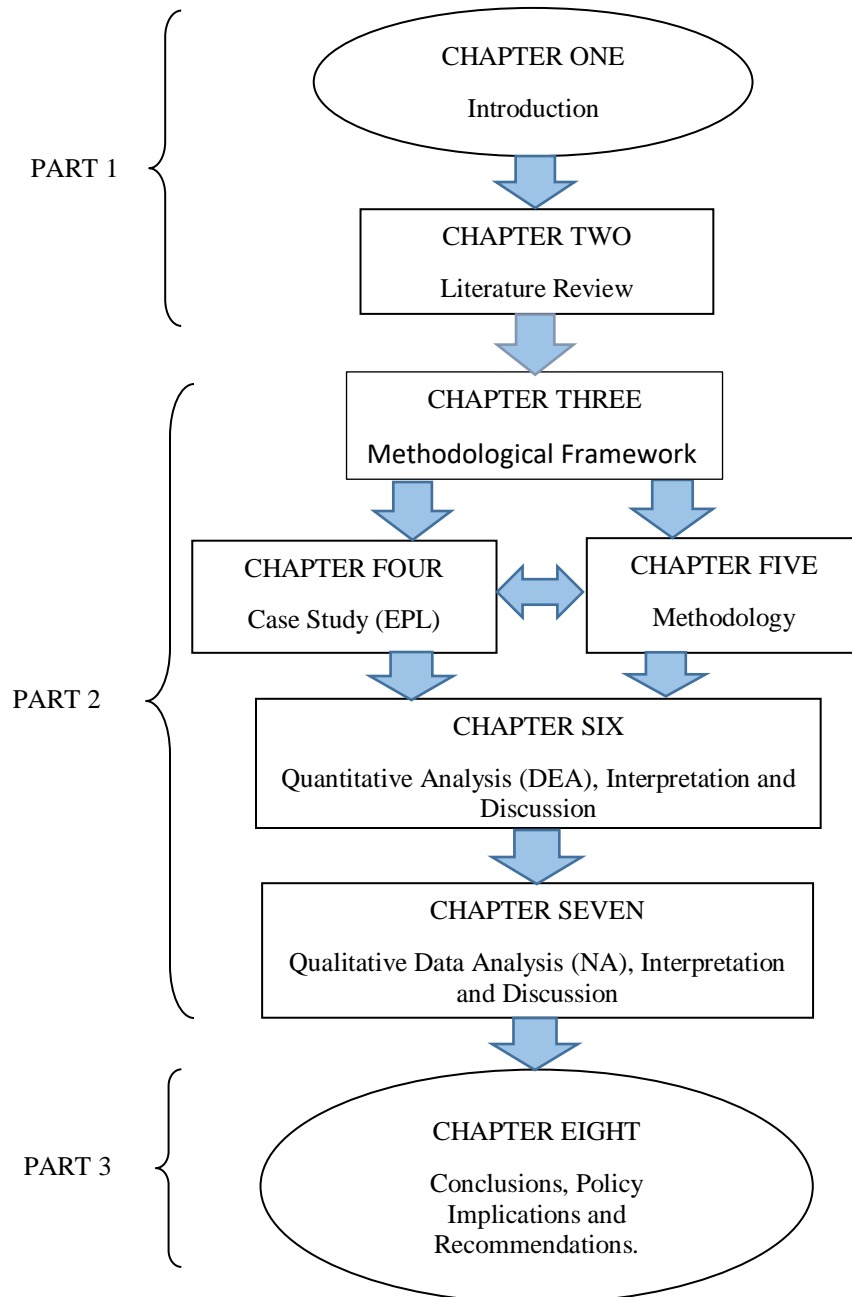 CHAPTER ONE
Introduction
PART 1
CHAPTER TWO
Literature Review
CHAPTER THREE
Methodological Framework
CHAPTER FOUR
Case Study (EPL)
CHAPTER FIVE
Methodology
PART 2
CHAPTER SIX
Quantitative Analysis (DEA), Interpretation and
Discussion
CHAPTER SEVEN
Qualitative Data Analysis (NA), Interpretation
and Discussion
PART 3
CHAPTER EIGHT
Conclusions, Policy
Implications and
Recommendations.